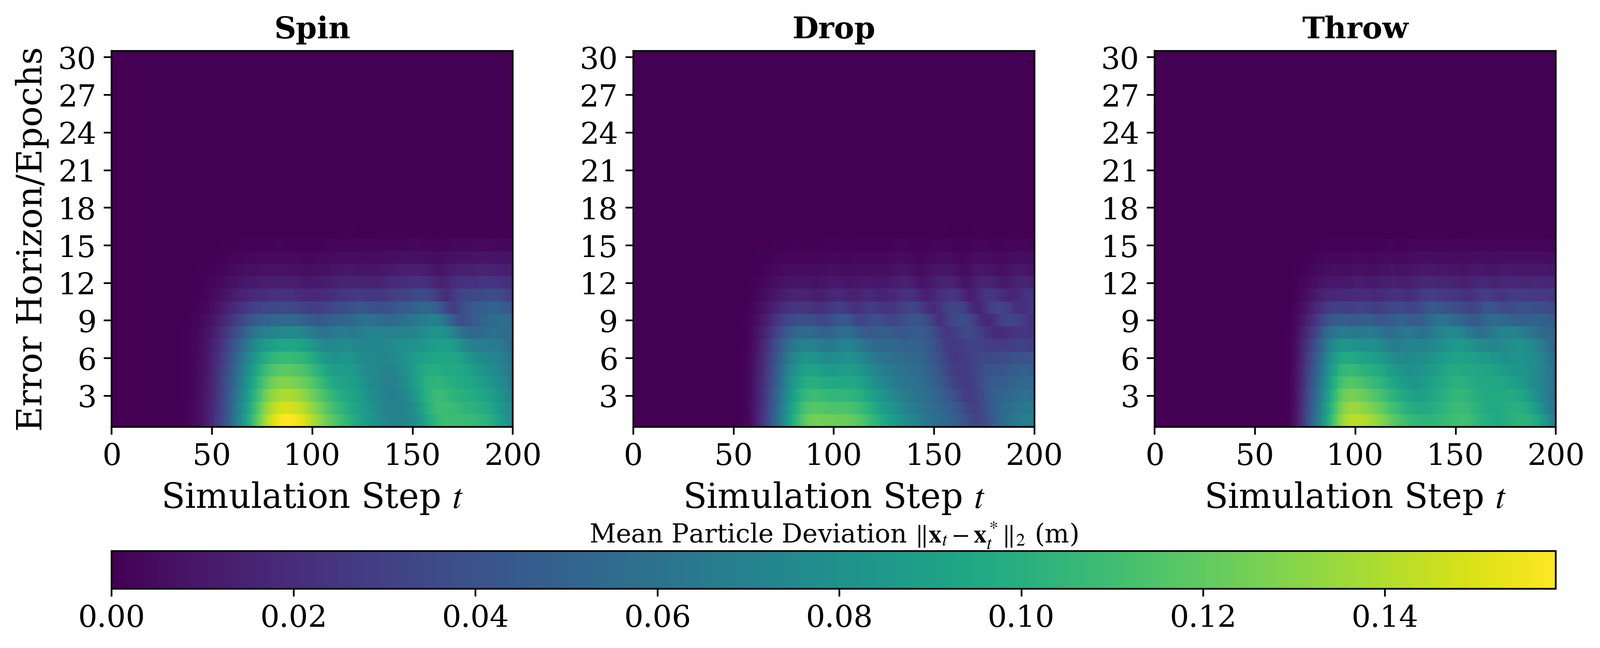 Spin
Drop
Throw
Error Horizon/Epochs
30
27
24
21
18
15
12
9
6
3
30
27
24
21
18
15
12
9
6
3
30
27
24
21
18
15
12
9
6
3
0 50 100 150 200
0 50 100 150 200
0 50 100 150 200
Simulation Step t
Simulation Step t
Simulation Step t
Mean Particle Deviation ‖𝐱ₜ − 𝐱ₜ*‖₂ (m)
0.00 0.02 0.04 0.06 0.08 0.10 0.12 0.14